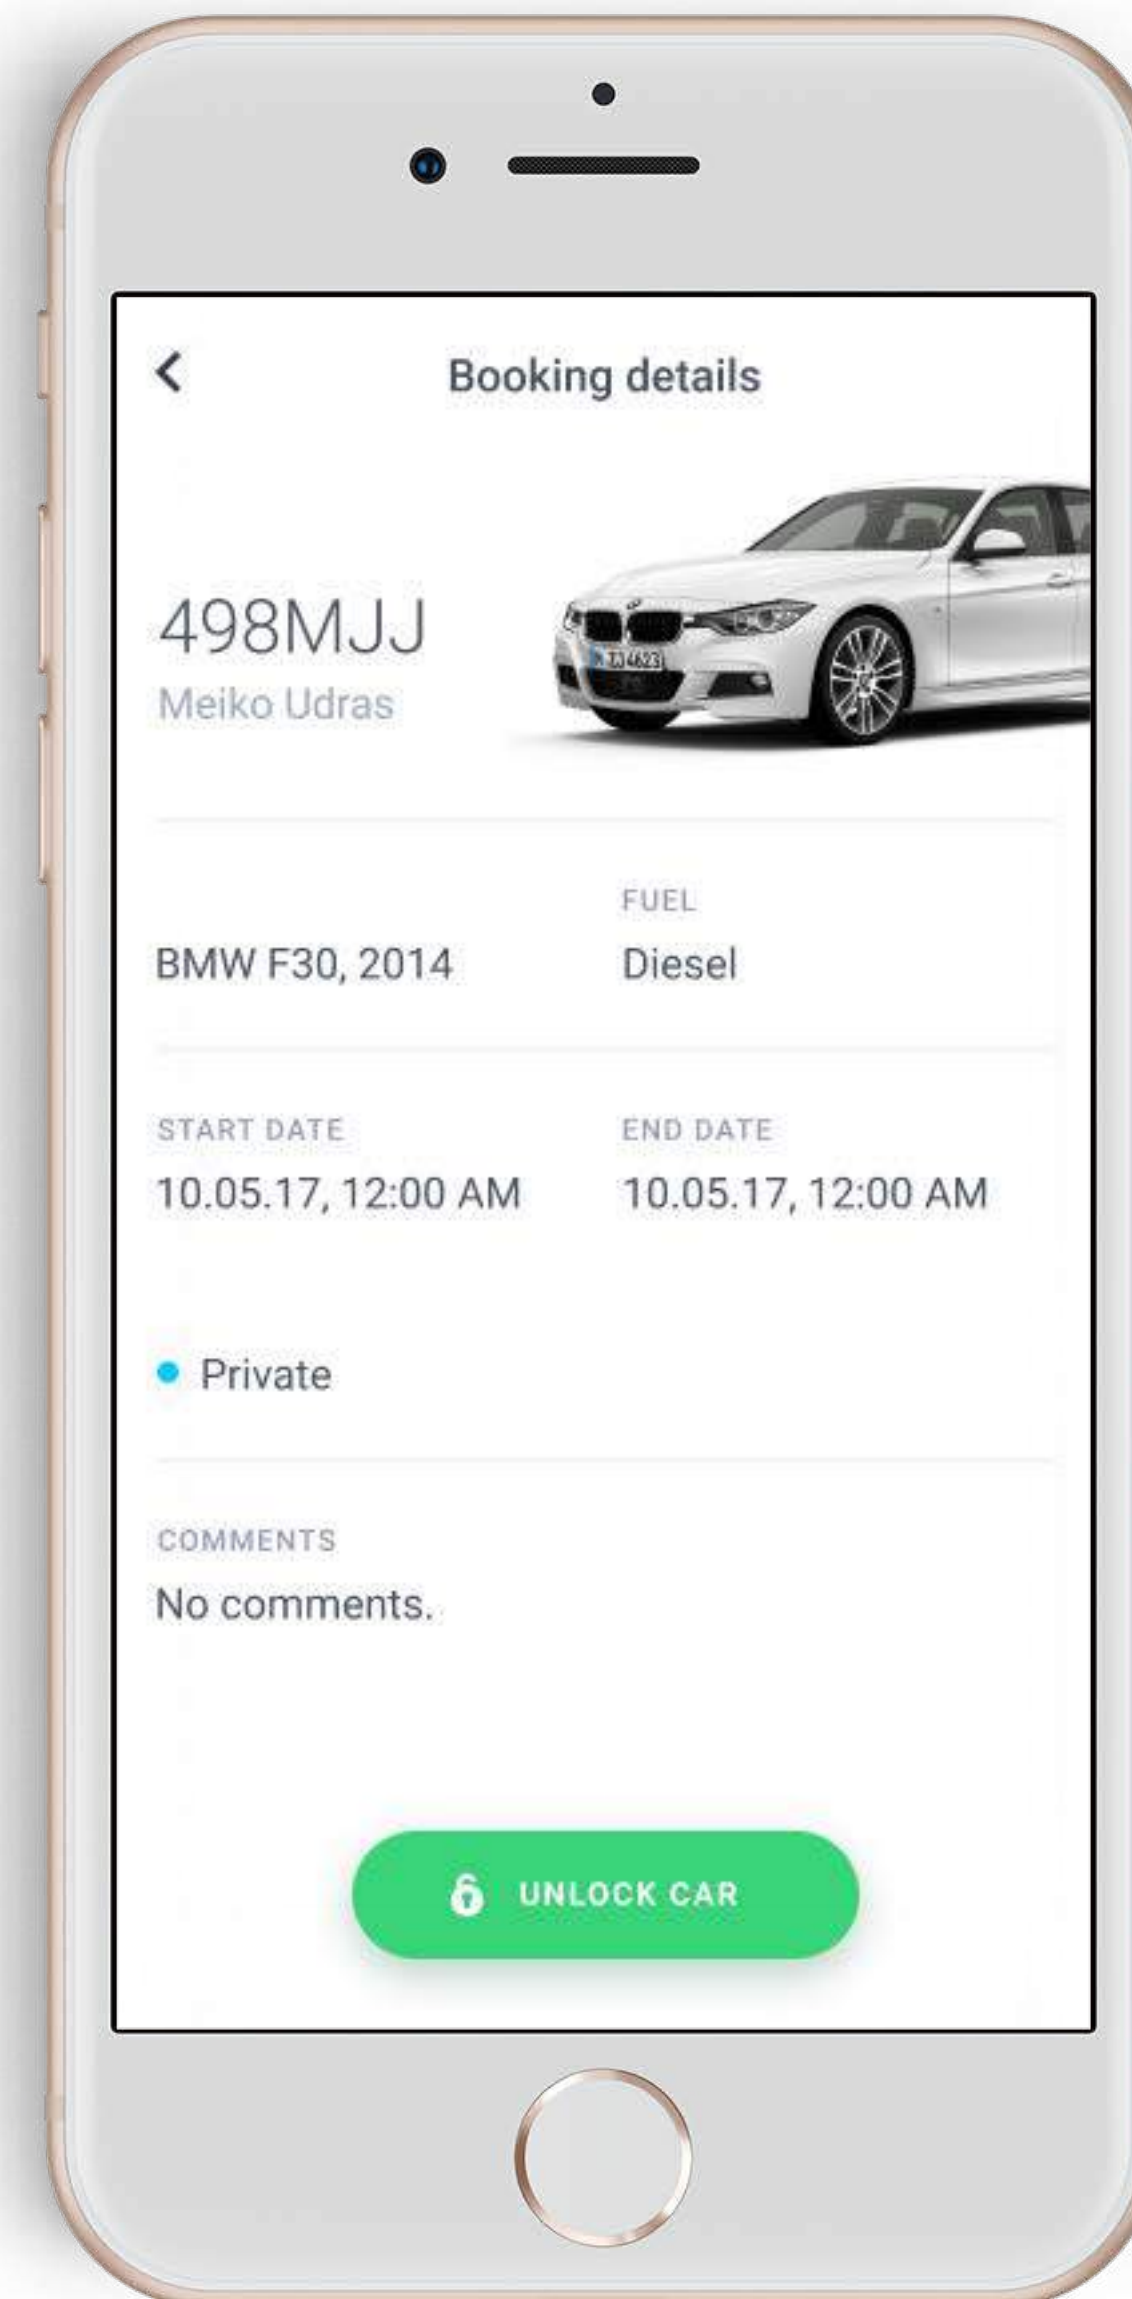 Booking details
498MJJ
Meiko Udras
FUEL
BMW F30, 2014
Diesel
START DATE
END DATE
10.05.17, 12:00 AM
10.05.17, 12:00 AM
Private
COMMENTS
No comments.
UNLOCK CAR